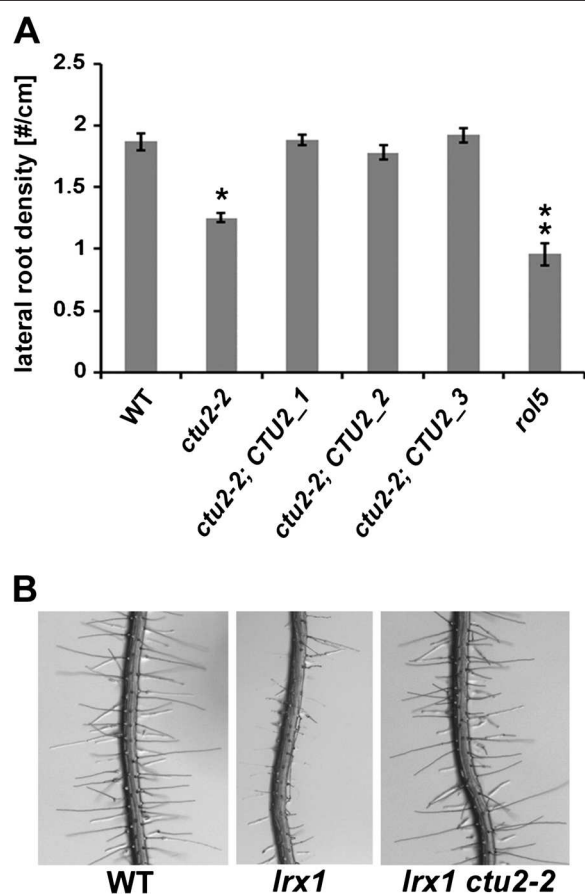 A
lateral root density [#/cm]
2.5
2
1.5
1
0.5
0
*
*
*
WT
ctu2-2
ctu2-2; CTU2_1
ctu2-2; CTU2_2
ctu2-2; CTU2_3
rol5
B
WT
lrx1
lrx1 ctu2-2